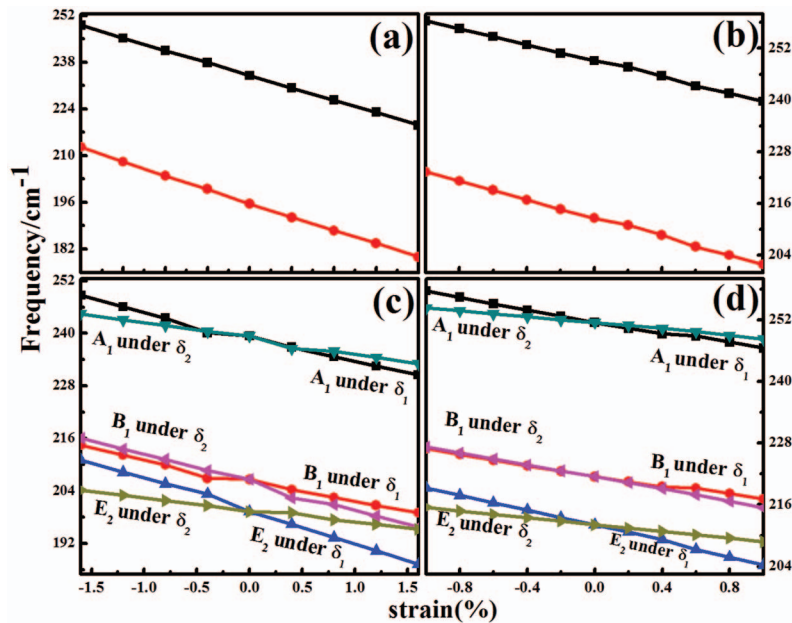 252
238
224
210
196
182
(a)
(b)
252
240
228
216
204
Frequency/cm-1
252
240
228
216
204
192
(c)
A1 under δ2
A1 under δ1
B1 under δ2
B1 under δ1
E2 under δ2
E2 under δ1
(d)
A1 under δ2
A1 under δ1
B1 under δ2
B1 under δ1
E2 under δ2
E2 under δ1
252
240
228
216
204
-1.5 -1.0 -0.5 0.0 0.5 1.0 1.5
-0.8 -0.4 0.0 0.4 0.8
strain(%)